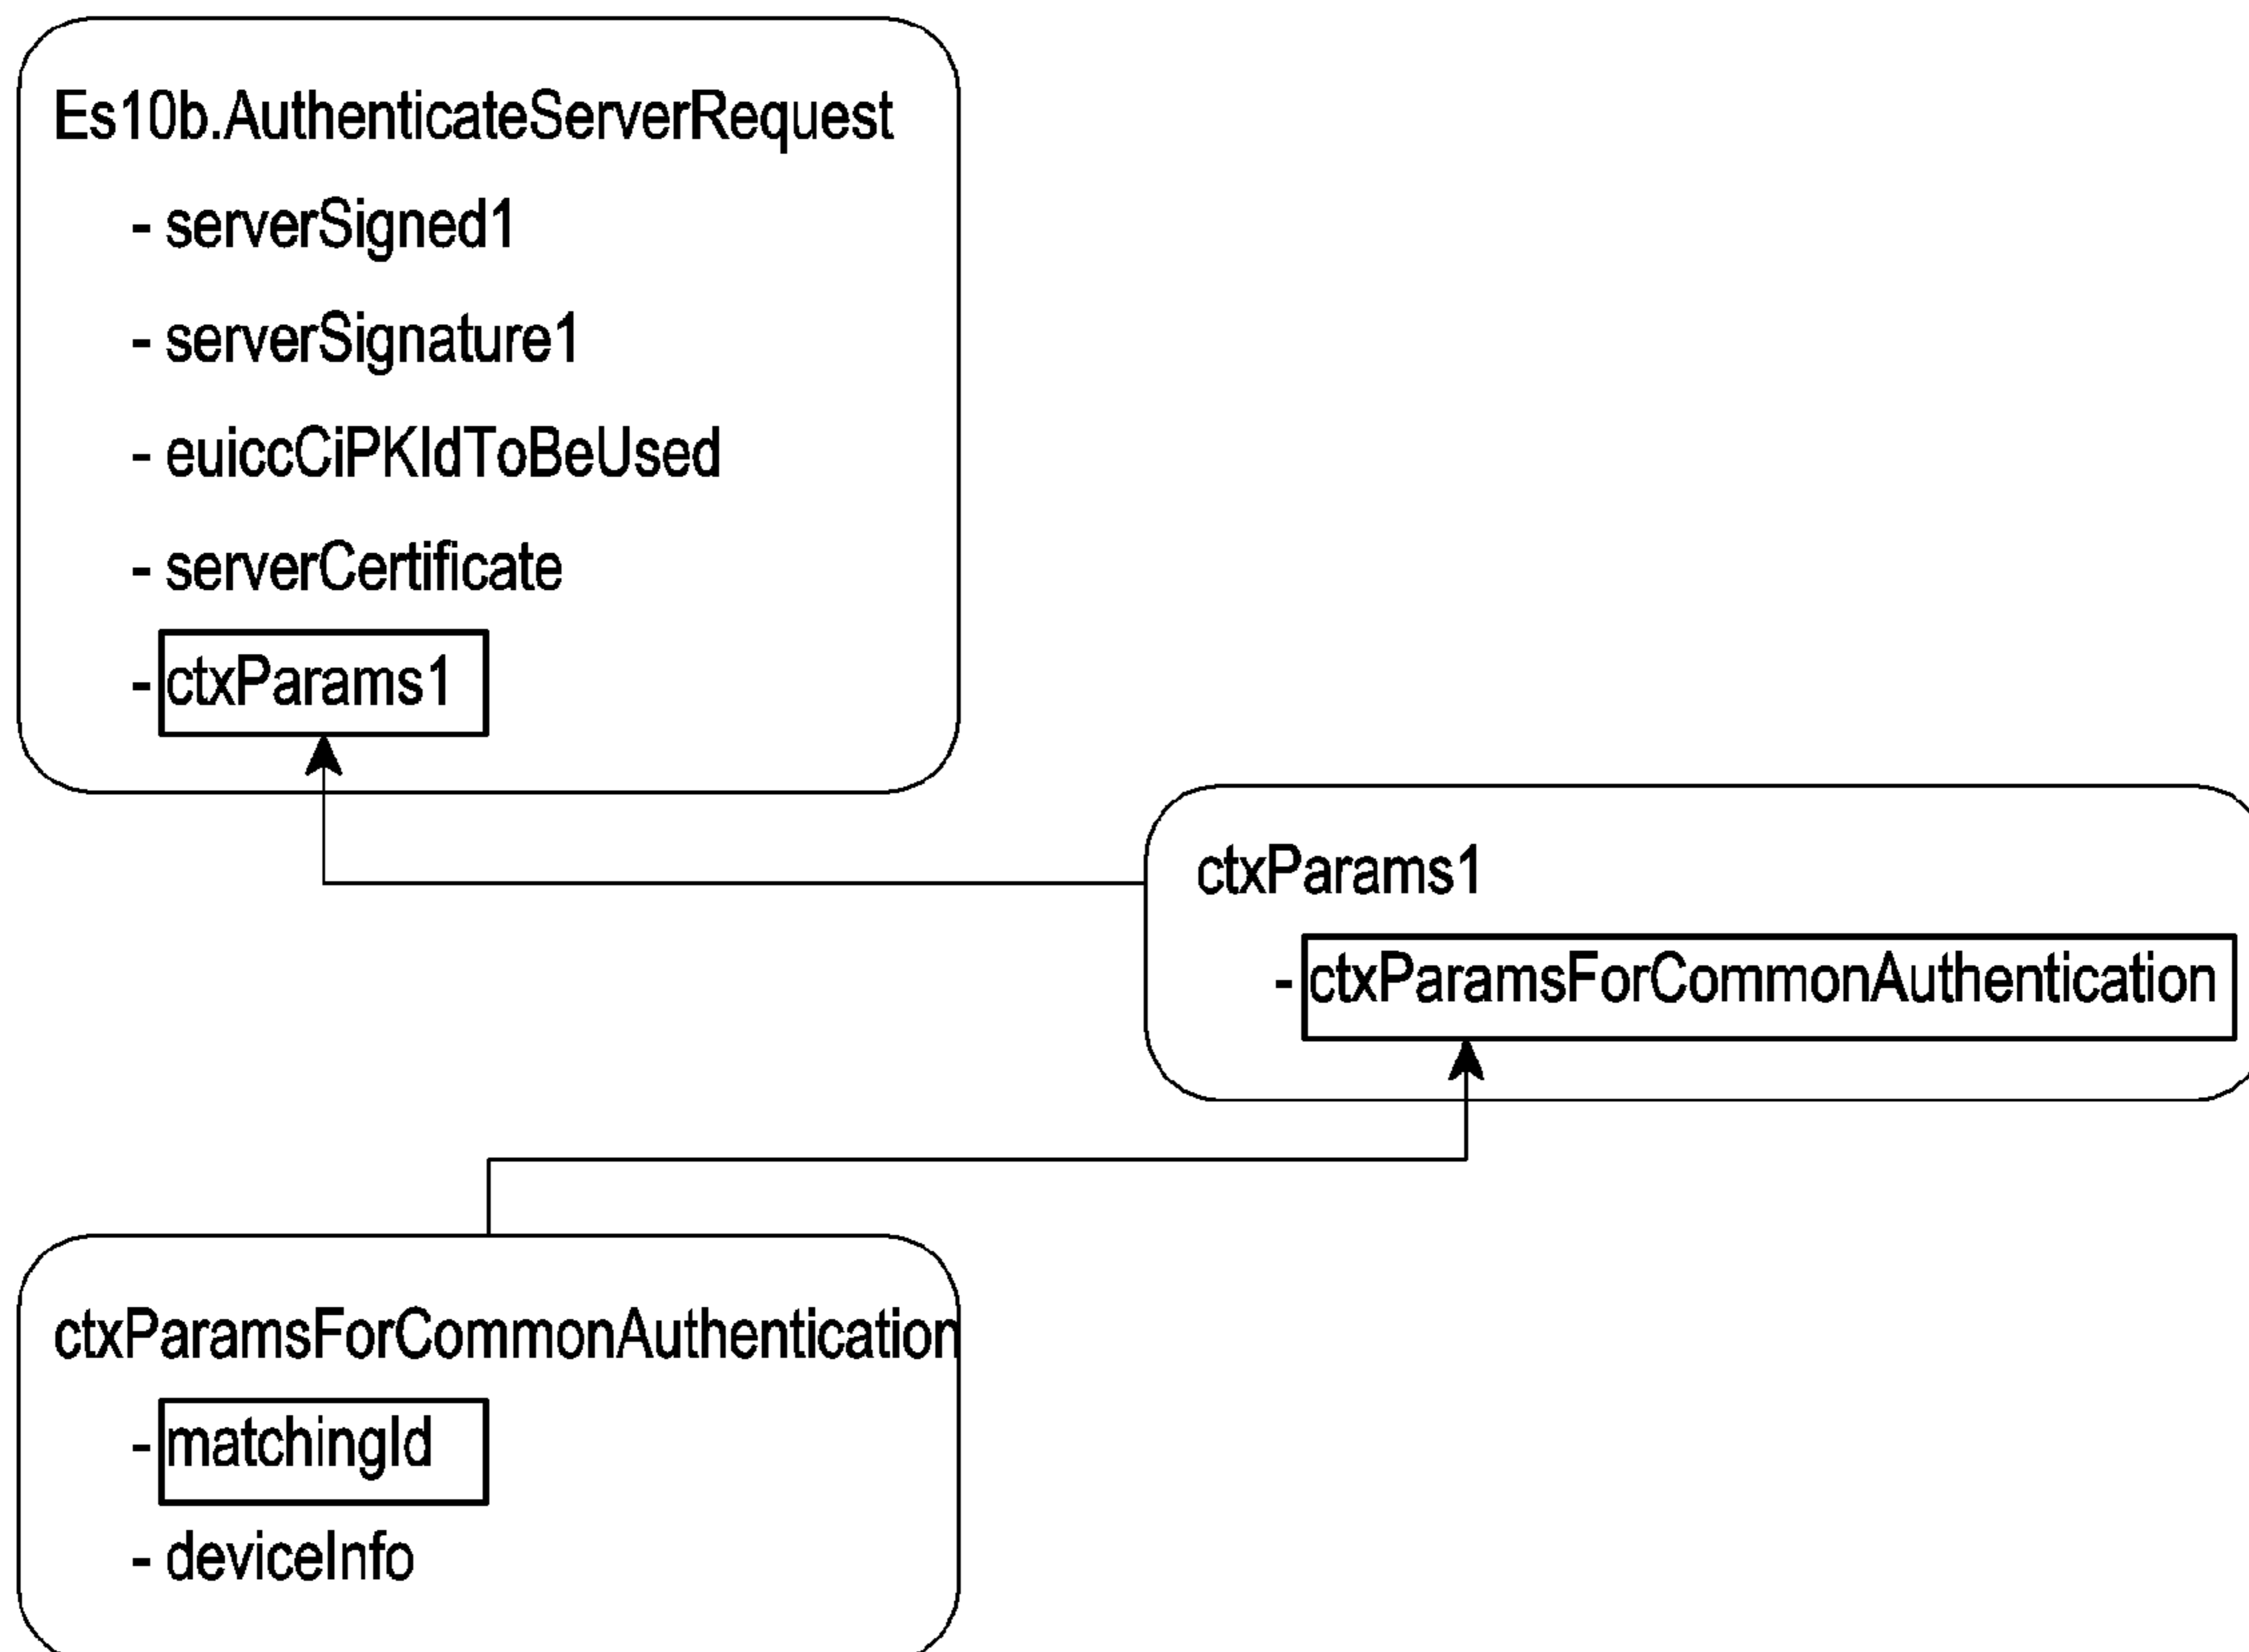 Es10b.AuthenticateServerRequest
- serverSigned1
- serverSignature1
- euiccCiPKIdToBeUsed
- serverCertificate
- ctxParams1
ctxParams1
- ctxParamsForCommonAuthentication
ctxParamsForCommonAuthentication
- matchingId
- deviceInfo